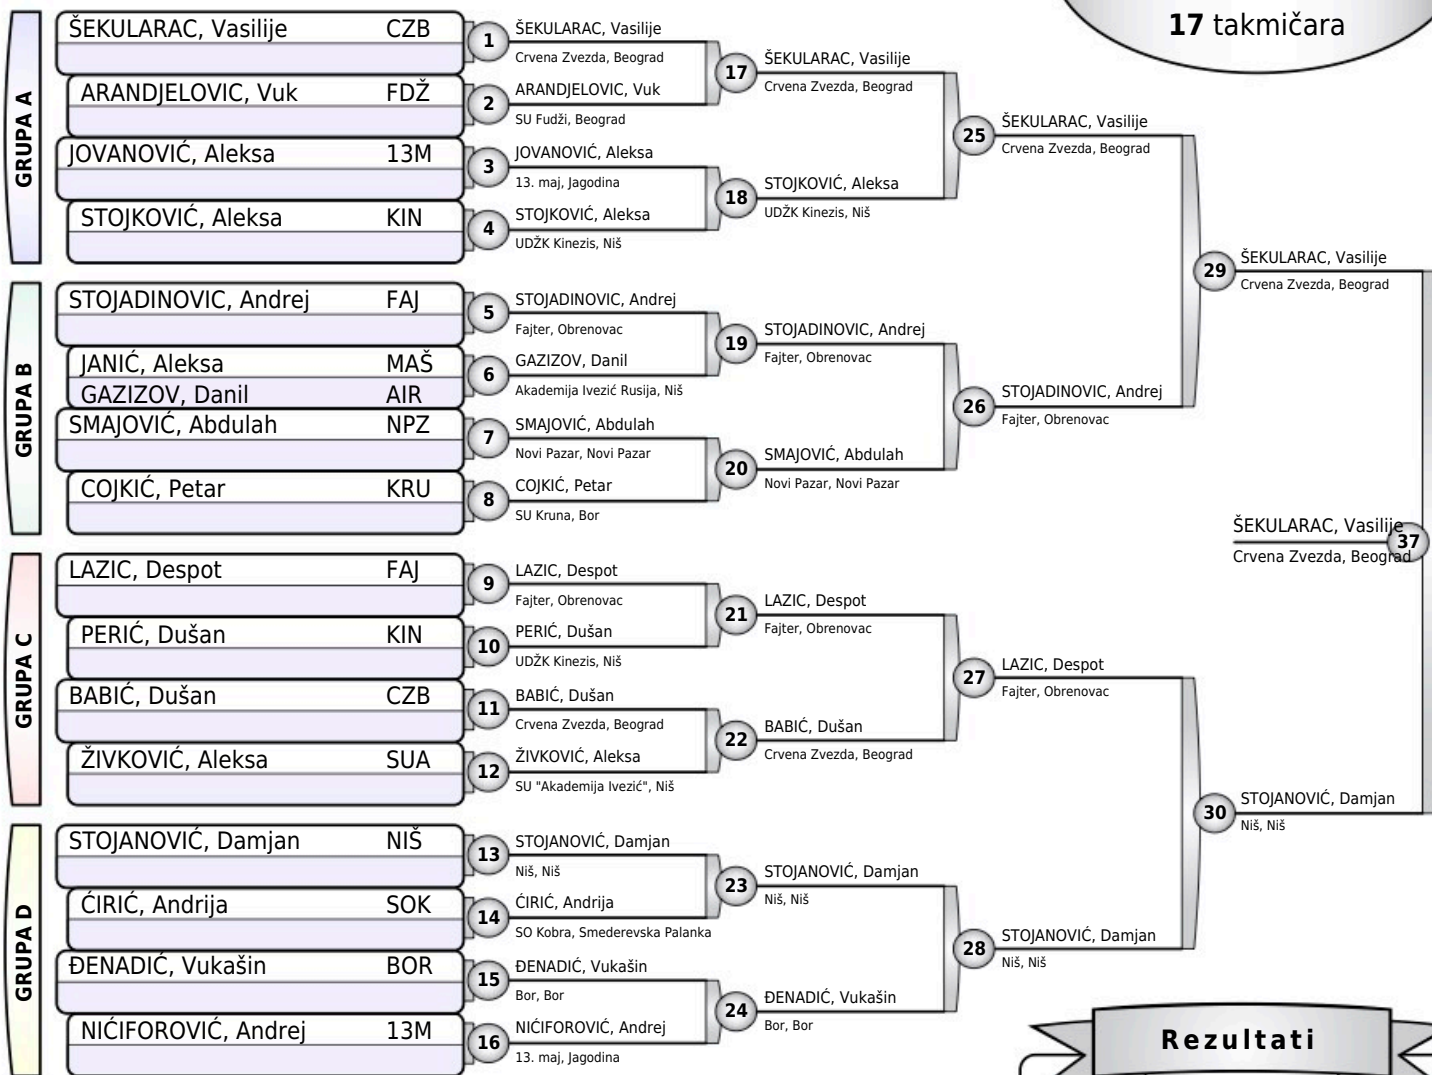 17 takmičara
GRUPA A
ŠEKULARAC, Vasilije CZB
ARANDJELOVIC, Vuk FDŽ
JOVANOVIĆ, Aleksa 13M
STOJKOVIĆ, Aleksa KIN
GRUPA B
STOJADINOVIC, Andrej FAJ
JANIĆ, Aleksa MAŠ
GAZIZOV, Danil AIR
SMAJOVIĆ, Abdulah NPZ
COJKIĆ, Petar KRU
GRUPA C
LAZIC, Despot FAJ
PERIĆ, Dušan KIN
BABIĆ, Dušan CZB
ŽIVKOVIĆ, Aleksa SUA
GRUPA D
STOJANOVIĆ, Damjan NIŠ
ĆIRIĆ, Andrija SOK
ĐENADIĆ, Vukašin BOR
NIĆIFOROVIĆ, Andrej 13M
1 ŠEKULARAC, Vasilije
Crvena Zvezda, Beograd
2 ARANDJELOVIC, Vuk
SU Fudži, Beograd
3 JOVANOVIĆ, Aleksa
13. maj, Jagodina
4 STOJKOVIĆ, Aleksa
UDŽK Kinezis, Niš
5 STOJADINOVIC, Andrej
Fajter, Obrenovac
6 GAZIZOV, Danil
Akademija Ivezić Rusija, Niš
7 SMAJOVIĆ, Abdulah
Novi Pazar, Novi Pazar
8 COJKIĆ, Petar
SU Kruna, Bor
9 LAZIC, Despot
Fajter, Obrenovac
10 PERIĆ, Dušan
UDŽK Kinezis, Niš
11 BABIĆ, Dušan
Crvena Zvezda, Beograd
12 ŽIVKOVIĆ, Aleksa
SU "Akademija Ivezić", Niš
13 STOJANOVIĆ, Damjan
Niš, Niš
14 ĆIRIĆ, Andrija
SO Kobra, Smederevska Palanka
15 ĐENADIĆ, Vukašin
Bor, Bor
16 NIĆIFOROVIĆ, Andrej
13. maj, Jagodina
17 ŠEKULARAC, Vasilije
Crvena Zvezda, Beograd
18 STOJKOVIĆ, Aleksa
UDŽK Kinezis, Niš
19 STOJADINOVIC, Andrej
Fajter, Obrenovac
20 SMAJOVIĆ, Abdulah
Novi Pazar, Novi Pazar
21 LAZIC, Despot
Fajter, Obrenovac
22 BABIĆ, Dušan
Crvena Zvezda, Beograd
23 STOJANOVIĆ, Damjan
Niš, Niš
24 ĐENADIĆ, Vukašin
Bor, Bor
25 ŠEKULARAC, Vasilije
Crvena Zvezda, Beograd
26 STOJADINOVIC, Andrej
Fajter, Obrenovac
27 LAZIC, Despot
Fajter, Obrenovac
28 STOJANOVIĆ, Damjan
Niš, Niš
29 ŠEKULARAC, Vasilije
Crvena Zvezda, Beograd
30 STOJANOVIĆ, Damjan
Niš, Niš
ŠEKULARAC, Vasilije 37
Crvena Zvezda, Beograd
Rezultati